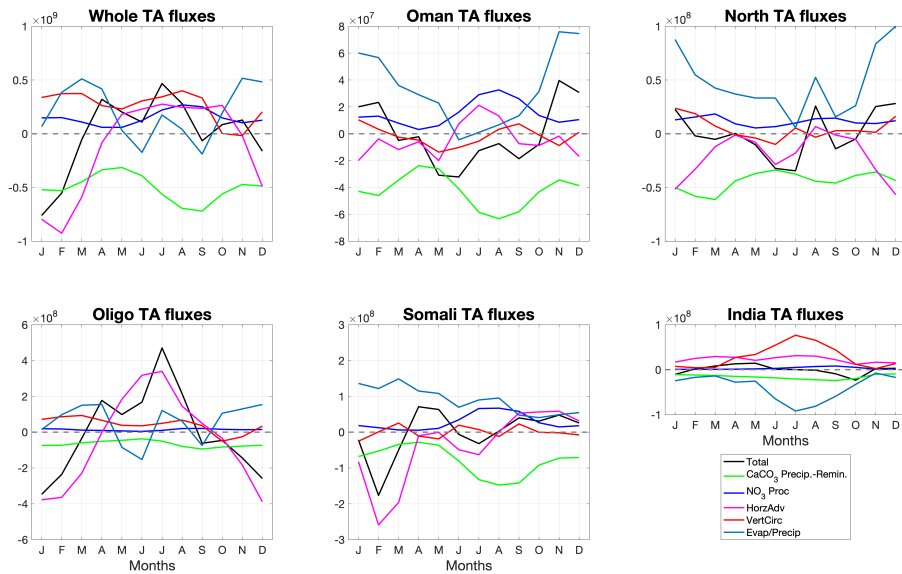 Whole TA fluxes
×10^9
1
0.5
0
-0.5
-1
J F M A M J J A S O N D
Oman TA fluxes
×10^7
8
6
4
2
0
-2
-4
-6
-8
J F M A M J J A S O N D
North TA fluxes
×10^8
1
0.5
0
-0.5
-1
J F M A M J J A S O N D
Oligo TA fluxes
×10^8
6
4
2
0
-2
-4
-6
J F M A M J J A S O N D
Months
Somali TA fluxes
×10^8
3
2
1
0
-1
-2
-3
J F M A M J J A S O N D
Months
India TA fluxes
×10^8
1
0
-1
J F M A M J J A S O N D
Months
Total
CaCO3 Precip.-Remin.
NO3 Proc
HorzAdv
VertCirc
Evap/Precip